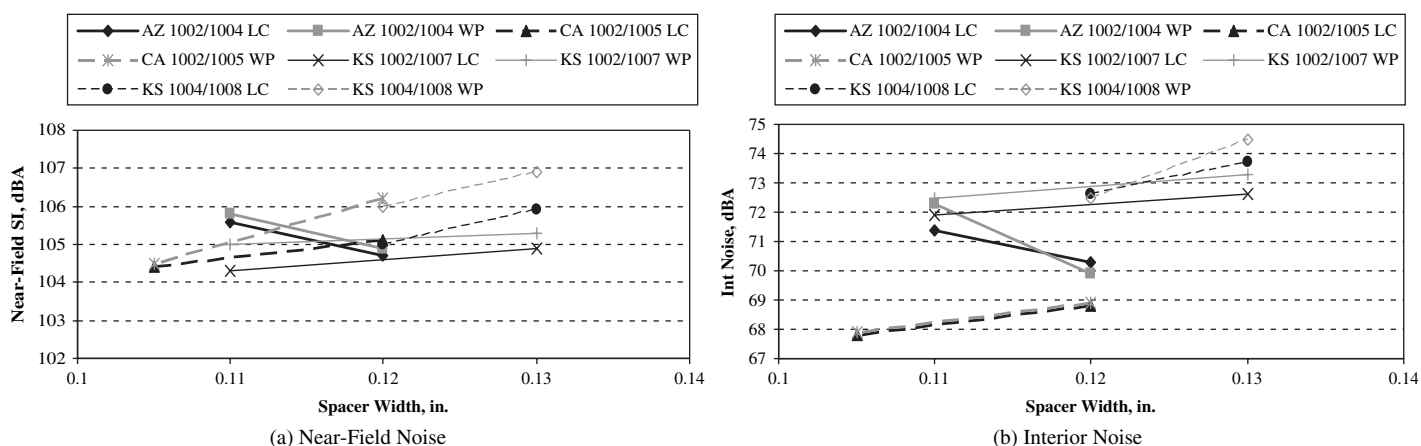 AZ 1002/1004 LC AZ 1002/1004 WP CA 1002/1005 LC
CA 1002/1005 WP KS 1002/1007 LC KS 1002/1007 WP
KS 1004/1008 LC KS 1004/1008 WP
108
107
106
105
104
103
102
Near-Field SI, dBA
0.1 0.11 0.12 0.13 0.14
Spacer Width, in.
(a) Near-Field Noise
AZ 1002/1004 LC AZ 1002/1004 WP CA 1002/1005 LC
CA 1002/1005 WP KS 1002/1007 LC KS 1002/1007 WP
KS 1004/1008 LC KS 1004/1008 WP
75
74
73
72
71
70
69
68
67
Int Noise, dBA
0.1 0.11 0.12 0.13 0.14
Spacer Width, in.
(b) Interior Noise